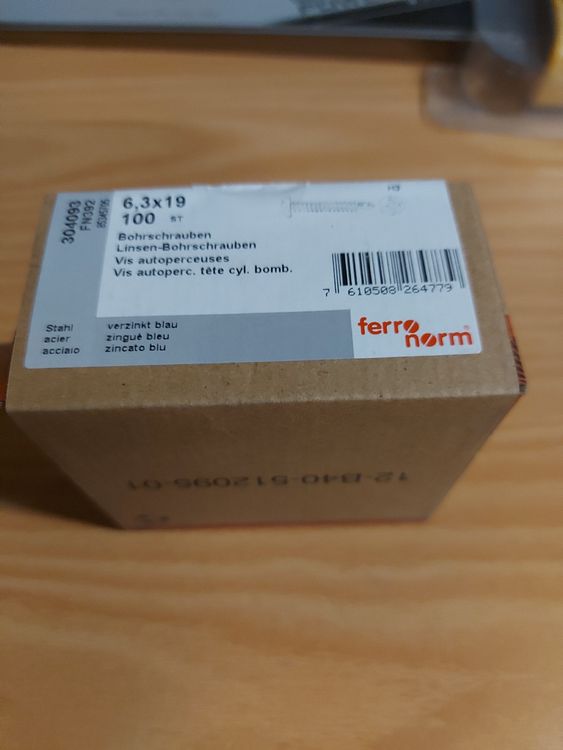 304093
FN392
6,3x19
100 ST
Bohrschrauben
Linsen-Bohrschrauben
Vis autoperceuses
Vis autoperc. tête cyl. bomb.
H3
7 610508 264779
Stahl verzinkt blau
acier zingué bleu
acciaio zincato blu
ferro
norm®
12-B40-512095-01